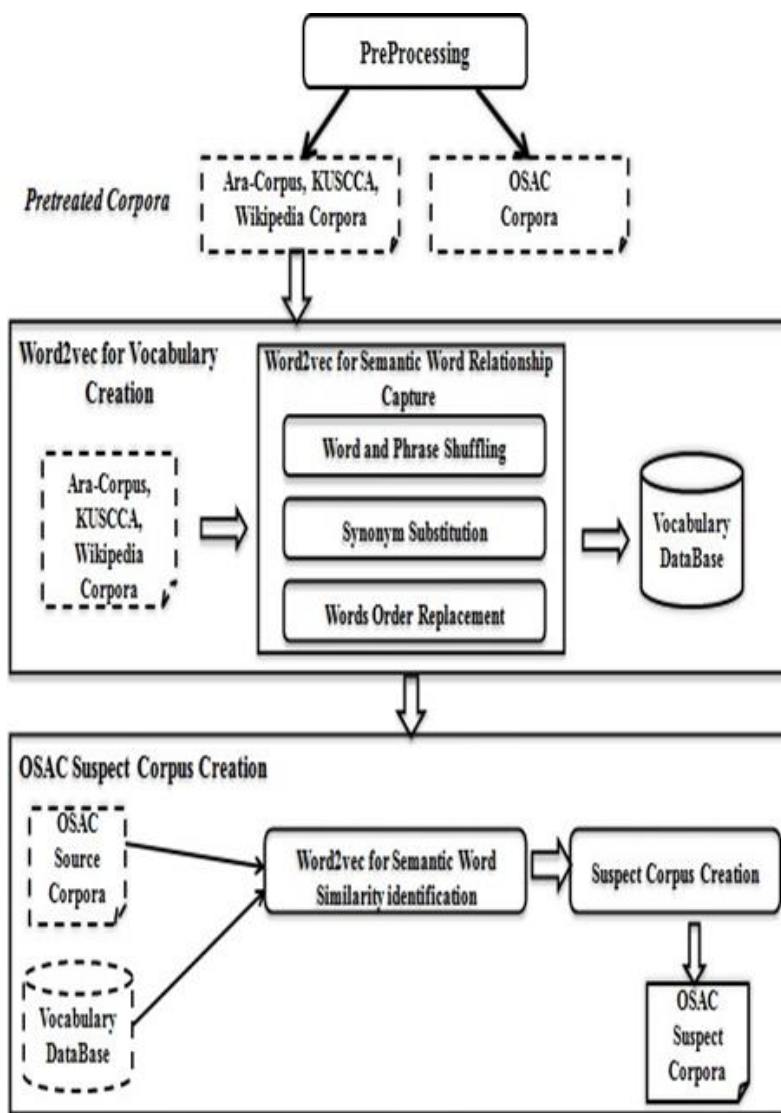 PreProcessing
Pretreated Corpora
Ara-Corpus, KUSCCA,
Wikipedia Corpora
OSAC
Corpora
Word2vec for Vocabulary
Creation
Ara-Corpus,
KUSCCA,
Wikipedia
Corpora
Word2vec for Semantic Word Relationship
Capture
Word and Phrase Shuffling
Synonym Substitution
Words Order Replacement
Vocabulary
DataBase
OSAC Suspect Corpus Creation
OSAC
Source
Corpora
Vocabulary
DataBase
Word2vec for Semantic Word
Similarity identification
Suspect Corpus Creation
OSAC
Suspect
Corpora